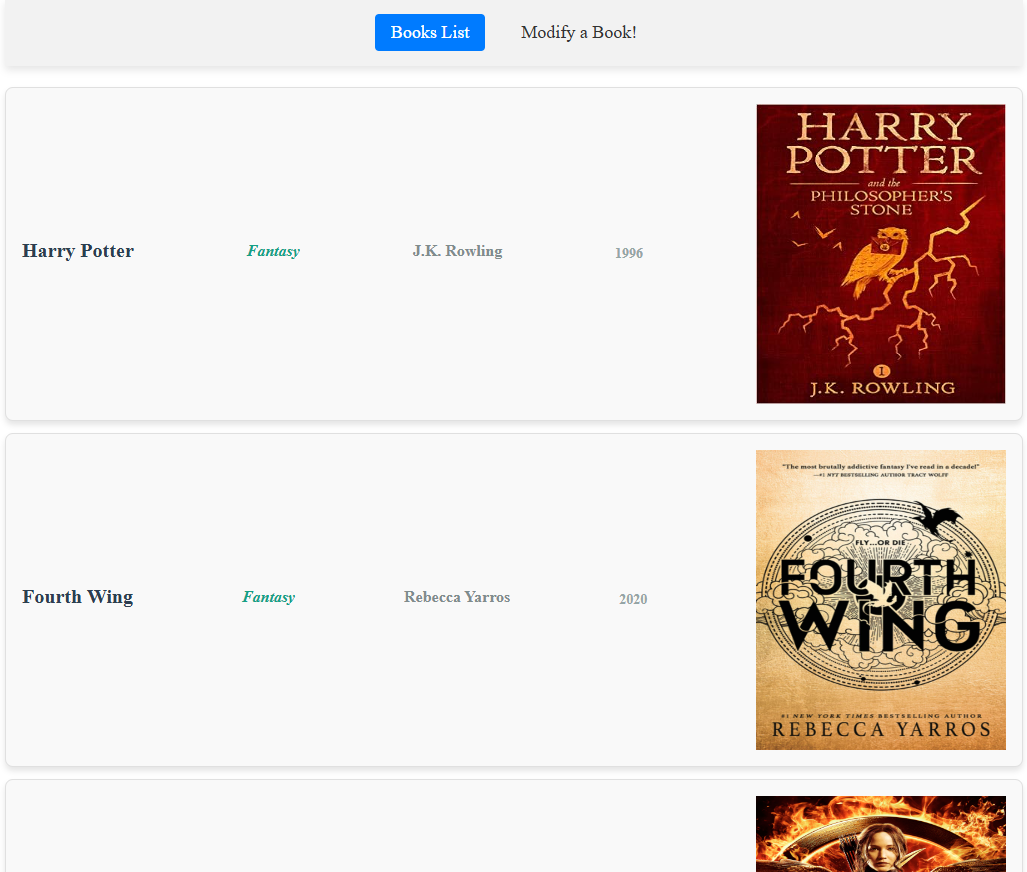 Books List Modify a Book!
HARRY
POTTER
and the
PHILOSOPHER'S
STONE
Harry Potter Fantasy J.K. Rowling 1996
1
J.K. ROWLING
"The most brutally addictive fantasy I've read in a decade!"
—#1 NYT BESTSELLING AUTHOR TRACY WOLFF
FLY...OR DIE
FOURTH
WING
Fourth Wing Fantasy Rebecca Yarros 2020
#1 NEW YORK TIMES BESTSELLING AUTHOR
REBECCA YARROS